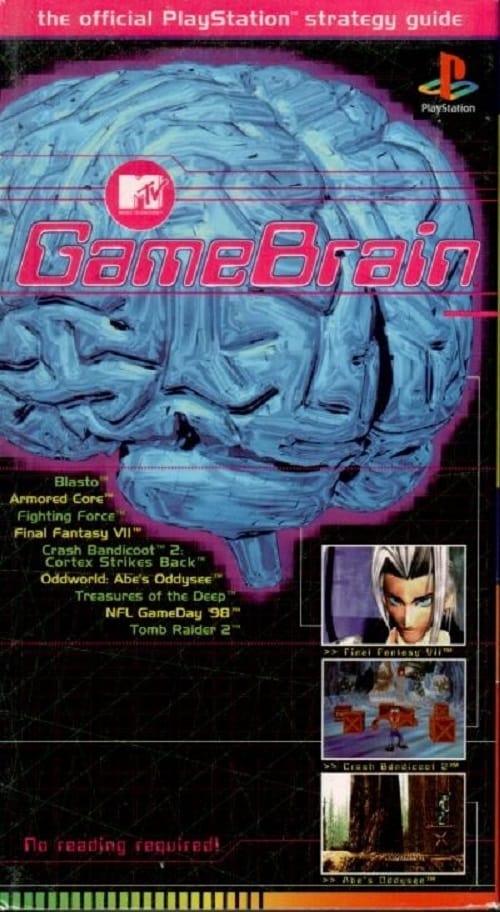 the official PlayStation™ strategy guide
PlayStation
MTV
MUSIC TELEVISION™
GameBrain
Blasto™
Armored Core™
Fighting Force™
Final Fantasy VII™
Crash Bandicoot™ 2:
Cortex Strikes Back™
Oddworld: Abe's Oddysee™
Treasures of the Deep™
NFL GameDay '98™
Tomb Raider 2™
>> Final Fantasy VII™
>> Crash Bandicoot 2™
No reading required!
>> Abe's Oddysee™